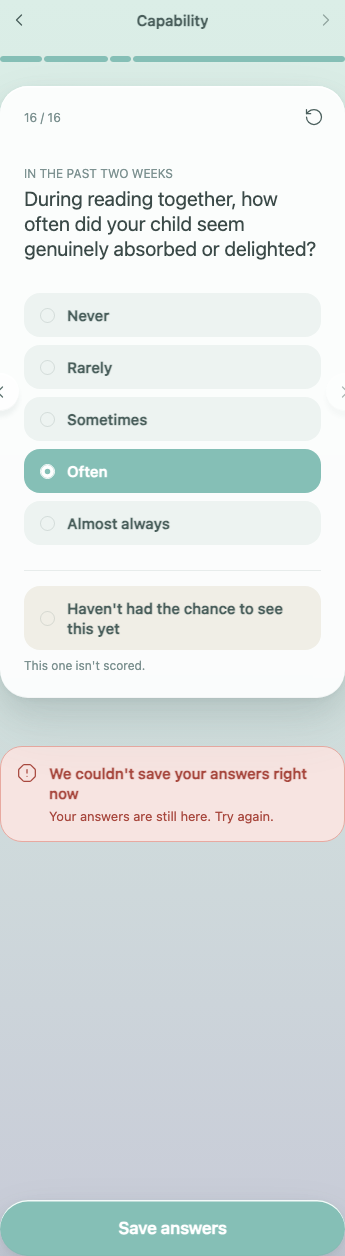 Capability
16 / 16
IN THE PAST TWO WEEKS
During reading together, how
often did your child seem
genuinely absorbed or delighted?
Never
Rarely
Sometimes
Often
Almost always
Haven't had the chance to see
this yet
This one isn't scored.
We couldn't save your answers right
now
Your answers are still here. Try again.
Save answers